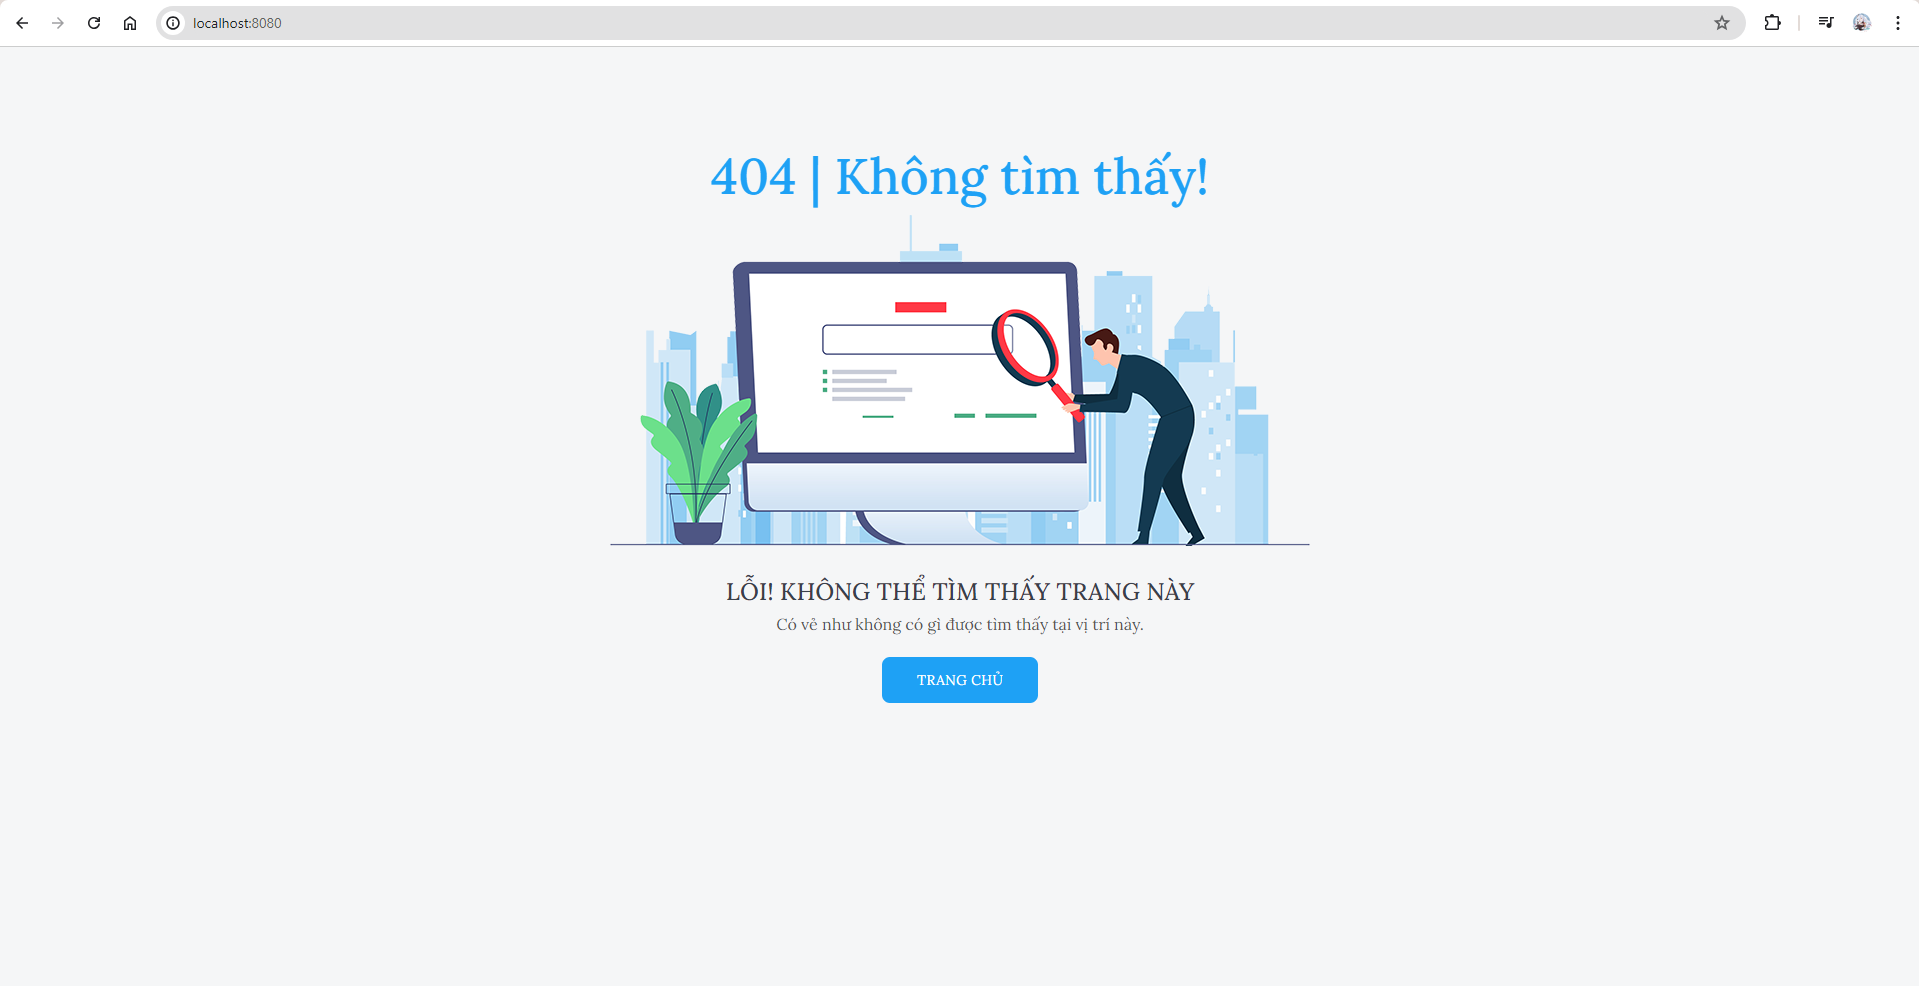 localhost:8080
404 | Không tìm thấy!
LỖI! KHÔNG THỂ TÌM THẤY TRANG NÀY
Có vẻ như không có gì được tìm thấy tại vị trí này.
TRANG CHỦ